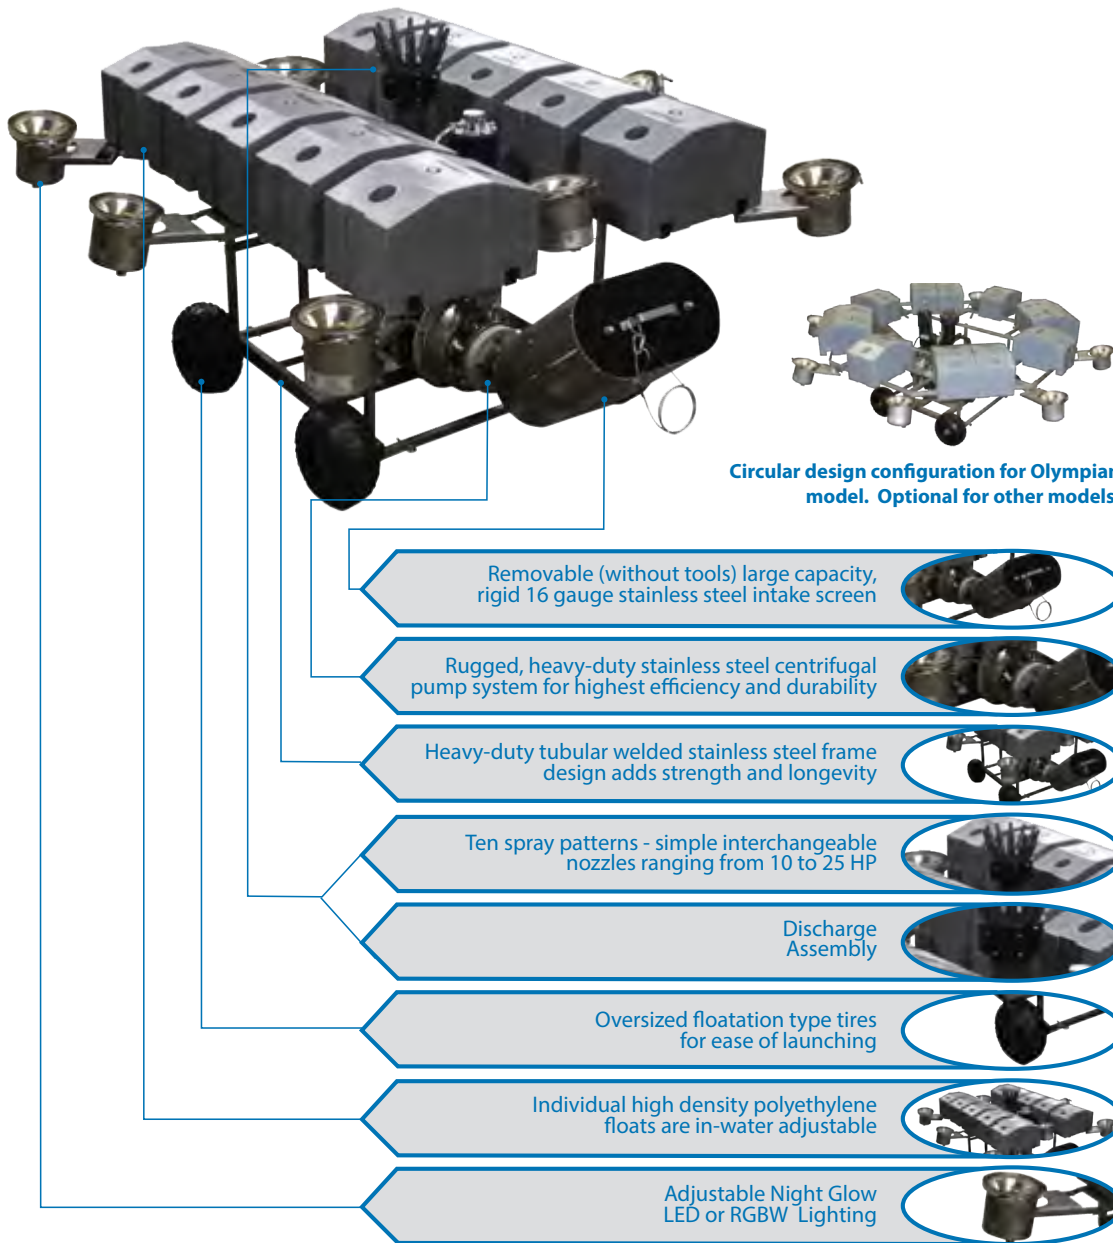 Circular design configuration for Olympian
model.  Optional for other models
Removable (without tools) large capacity,
rigid 16 gauge stainless steel intake screen
Rugged, heavy-duty stainless steel centrifugal
pump system for highest efficiency and durability
Heavy-duty tubular welded stainless steel frame
design adds strength and longevity
Ten spray patterns - simple interchangeable
nozzles ranging from 10 to 25 HP
Discharge
Assembly
Oversized floatation type tires
for ease of launching
Individual high density polyethylene
floats are in-water adjustable
Adjustable Night Glow
LED or RGBW  Lighting